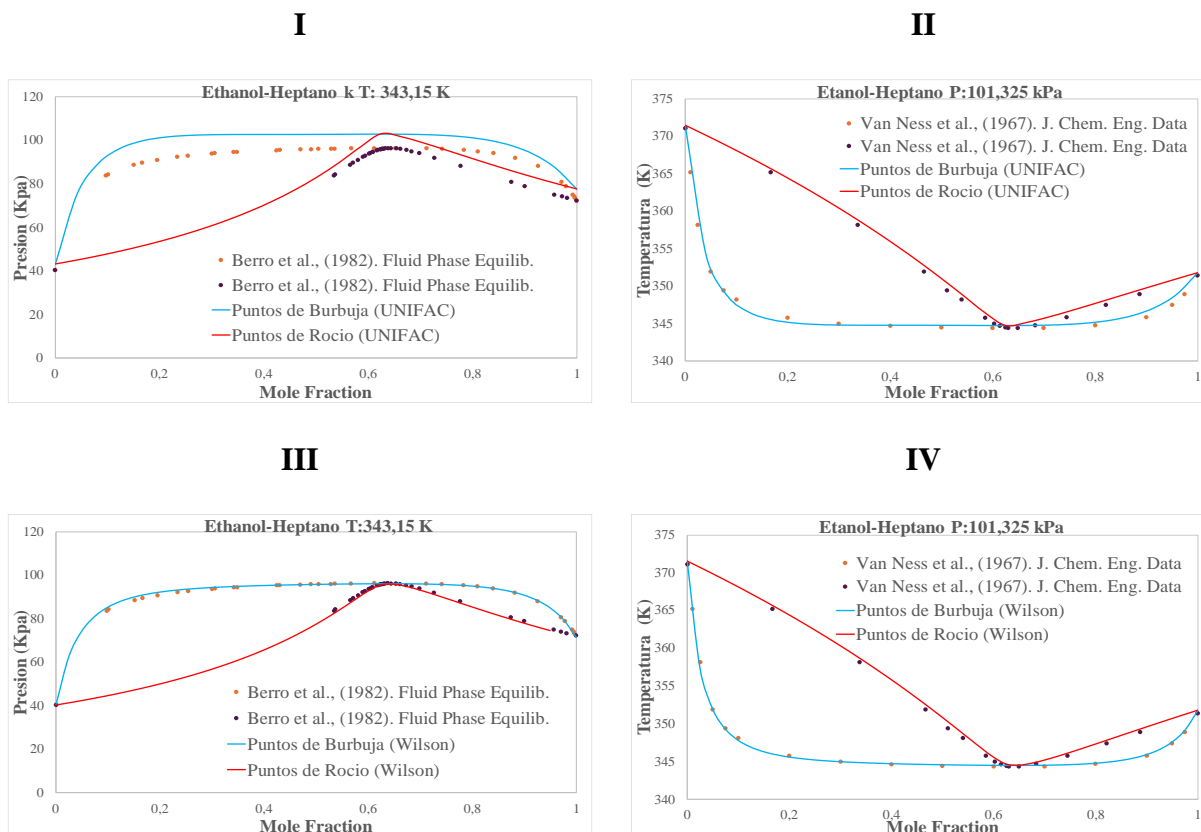 I
Ethanol-Heptano k T: 343,15 K
120
100
80
60
40
20
0
Presion (Kpa)
Berro et al., (1982). Fluid Phase Equilib.
Berro et al., (1982). Fluid Phase Equilib.
Puntos de Burbuja (UNIFAC)
Puntos de Rocio (UNIFAC)
0 0,2 0,4 0,6 0,8 1
Mole Fraction
II
Etanol-Heptano P:101,325 kPa
375
370
365
360
355
350
345
340
Temperatura (K)
Van Ness et al., (1967). J. Chem. Eng. Data
Van Ness et al., (1967). J. Chem. Eng. Data
Puntos de Burbuja (UNIFAC)
Puntos de Rocio (UNIFAC)
0 0,2 0,4 0,6 0,8 1
Mole Fraction
III
Ethanol-Heptano T:343,15 K
120
100
80
60
40
20
0
Presion (Kpa)
Berro et al., (1982). Fluid Phase Equilib.
Berro et al., (1982). Fluid Phase Equilib.
Puntos de Burbuja (Wilson)
Puntos de Rocio (Wilson)
0 0,2 0,4 0,6 0,8 1
Mole Fraction
IV
Etanol-Heptano P:101,325 kPa
375
370
365
360
355
350
345
340
Temperatura (K)
Van Ness et al., (1967). J. Chem. Eng. Data
Van Ness et al., (1967). J. Chem. Eng. Data
Puntos de Burbuja (Wilson)
Puntos de Rocio (Wilson)
0 0,2 0,4 0,6 0,8 1
Mole Fraction